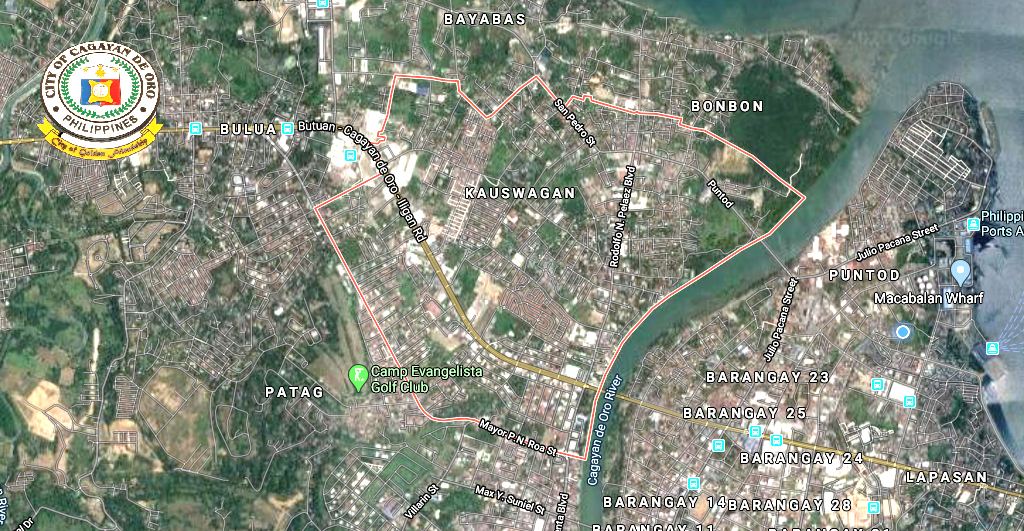 BAYABAS
CITY OF CAGAYAN DE ORO
PHILIPPINES
City of Golden Friendship
BULUA
Butuan - Cagayan de Oro - Iligan Rd
San Pedro St
BONBON
KAUSWAGAN
Rodolfo N. Pelaez Blvd
Puntod
Julio Pacana Street
Philippi
Ports A
PUNTOD
Macabalan Wharf
Julio Pacana Street
Camp Evangelista
Golf Club
PATAG
BARANGAY 23
Cagayan de Oro River
BARANGAY 25
Mayor P. N. Roa St
BARANGAY 24
LAPASAN
Villarin St
Max Y. Suniel St
BARANGAY 14
BARANGAY 28
BARANGAY 11